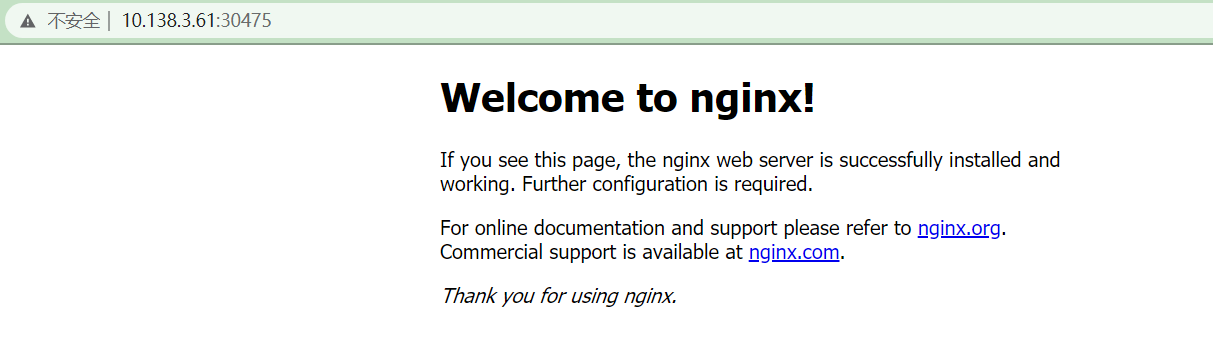 不安全 | 10.138.3.61:30475
Welcome to nginx!
If you see this page, the nginx web server is successfully installed and
working. Further configuration is required.
For online documentation and support please refer to nginx.org.
Commercial support is available at nginx.com.
Thank you for using nginx.